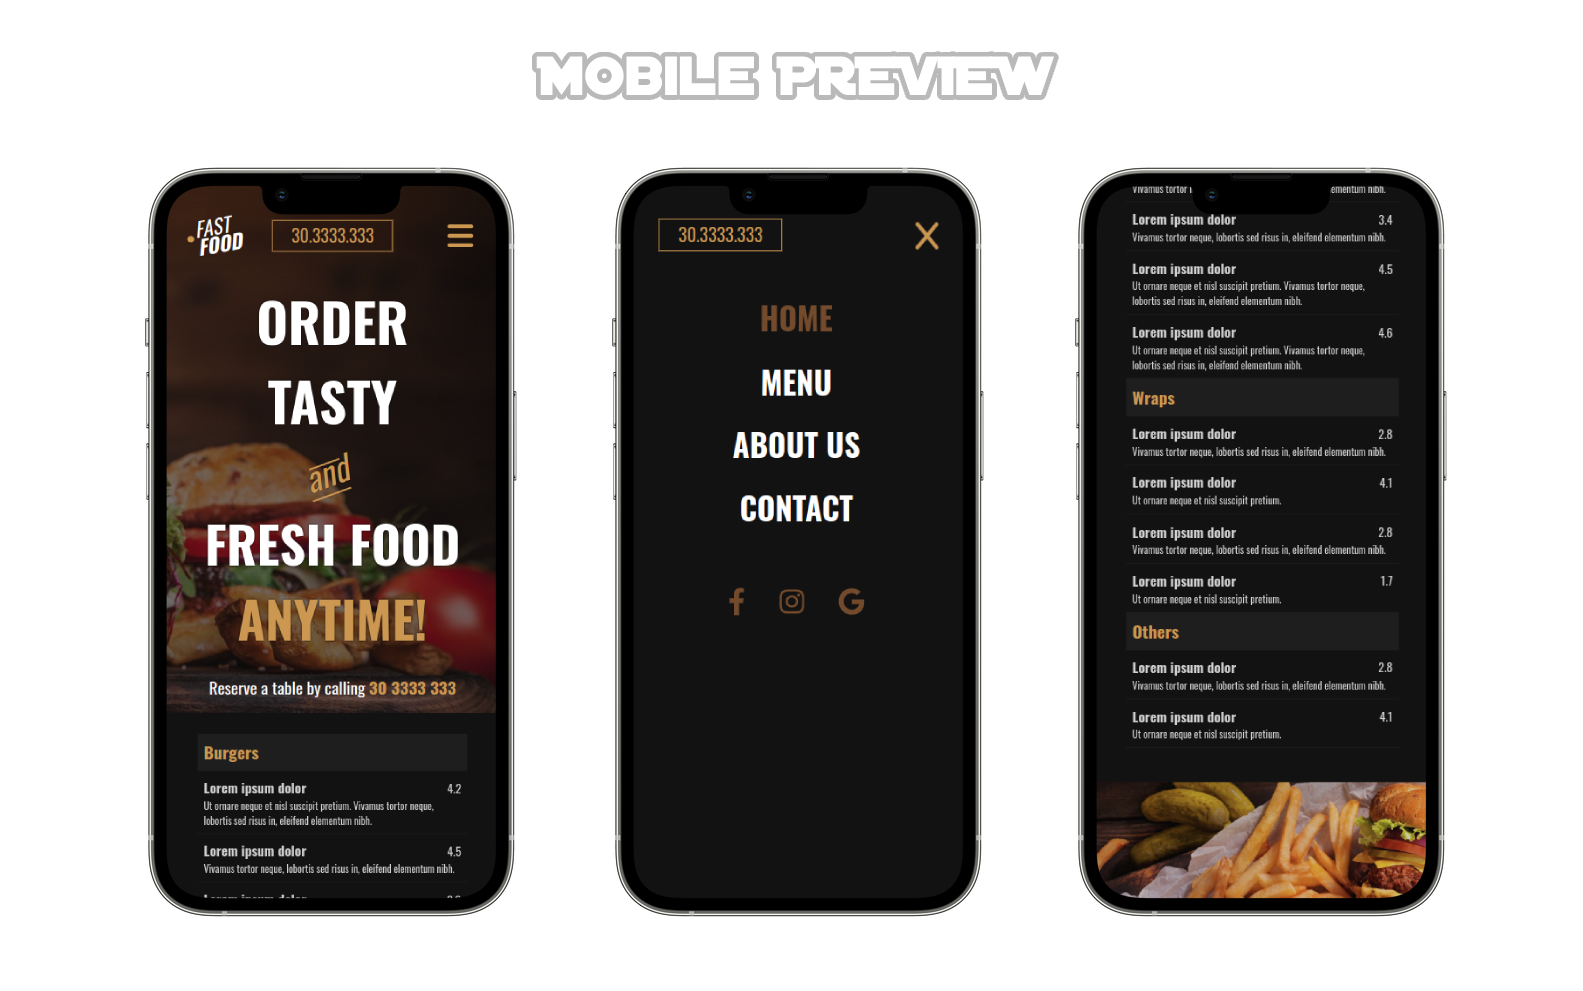 MOBILE PREVIEW
FAST
FOOD
30.3333.333
ORDER
TASTY
and
FRESH FOOD
ANYTIME!
Reserve a table by calling 30 3333 333
Burgers
Lorem ipsum dolor 4.2
Ut ornare neque et nisl suscipit pretium. Vivamus tortor neque,
lobortis sed risus in, eleifend elementum nibh.
Lorem ipsum dolor 4.5
Vivamus tortor neque, lobortis sed risus in, eleifend elementum nibh.
30.3333.333
HOME
MENU
ABOUT US
CONTACT
Vivamus tortor ementum nibh.
Lorem ipsum dolor 3.4
Vivamus tortor neque, lobortis sed risus in, eleifend elementum nibh.
Lorem ipsum dolor 4.5
Ut ornare neque et nisl suscipit pretium. Vivamus tortor neque,
lobortis sed risus in, eleifend elementum nibh.
Lorem ipsum dolor 4.6
Ut ornare neque et nisl suscipit pretium. Vivamus tortor neque,
lobortis sed risus in, eleifend elementum nibh.
Wraps
Lorem ipsum dolor 2.8
Vivamus tortor neque, lobortis sed risus in, eleifend elementum nibh.
Lorem ipsum dolor 4.1
Ut ornare neque et nisl suscipit pretium.
Lorem ipsum dolor 2.8
Vivamus tortor neque, lobortis sed risus in, eleifend elementum nibh.
Lorem ipsum dolor 1.7
Ut ornare neque et nisl suscipit pretium.
Others
Lorem ipsum dolor 2.8
Vivamus tortor neque, lobortis sed risus in, eleifend elementum nibh.
Lorem ipsum dolor 4.1
Ut ornare neque et nisl suscipit pretium.